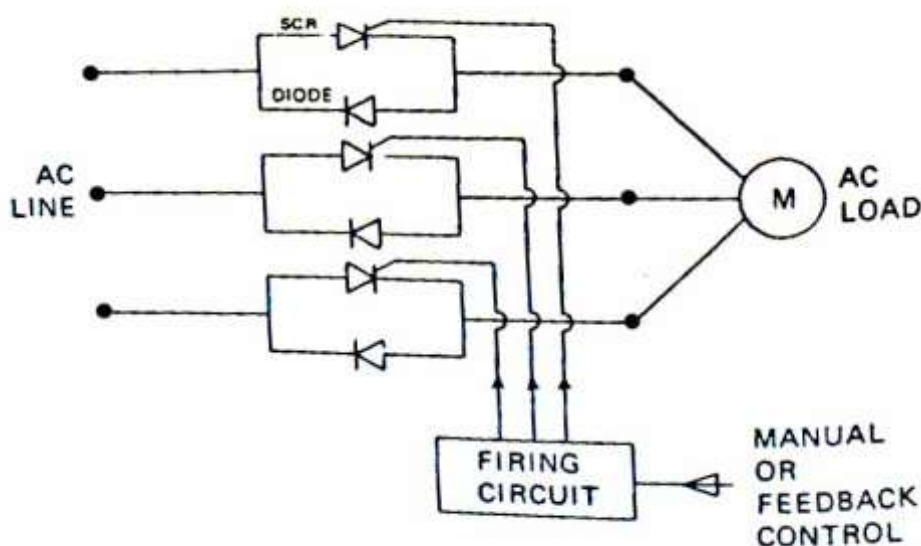 SCR
DIODE
AC
LINE
M
AC
LOAD
FIRING
CIRCUIT
MANUAL
OR
FEEDBACK
CONTROL